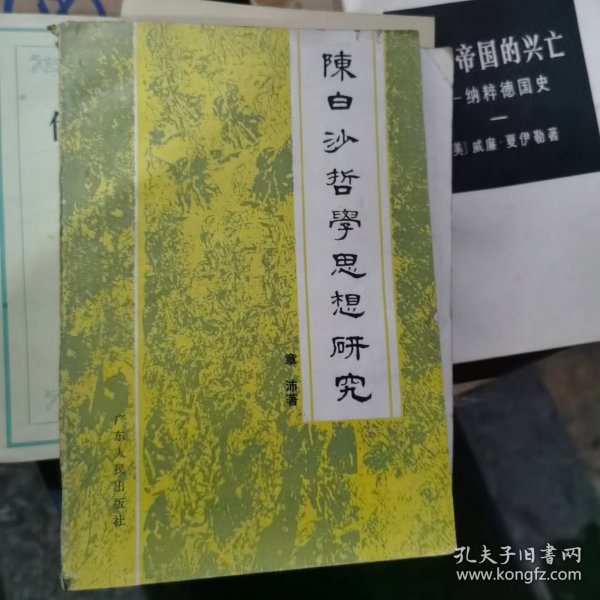 陳白沙哲學思想研究
章沛著
广东人民出版社
帝国的兴亡
纳粹德国史
美]威廉·夏伊勒著
孔夫子旧书网
www.kongfz.com